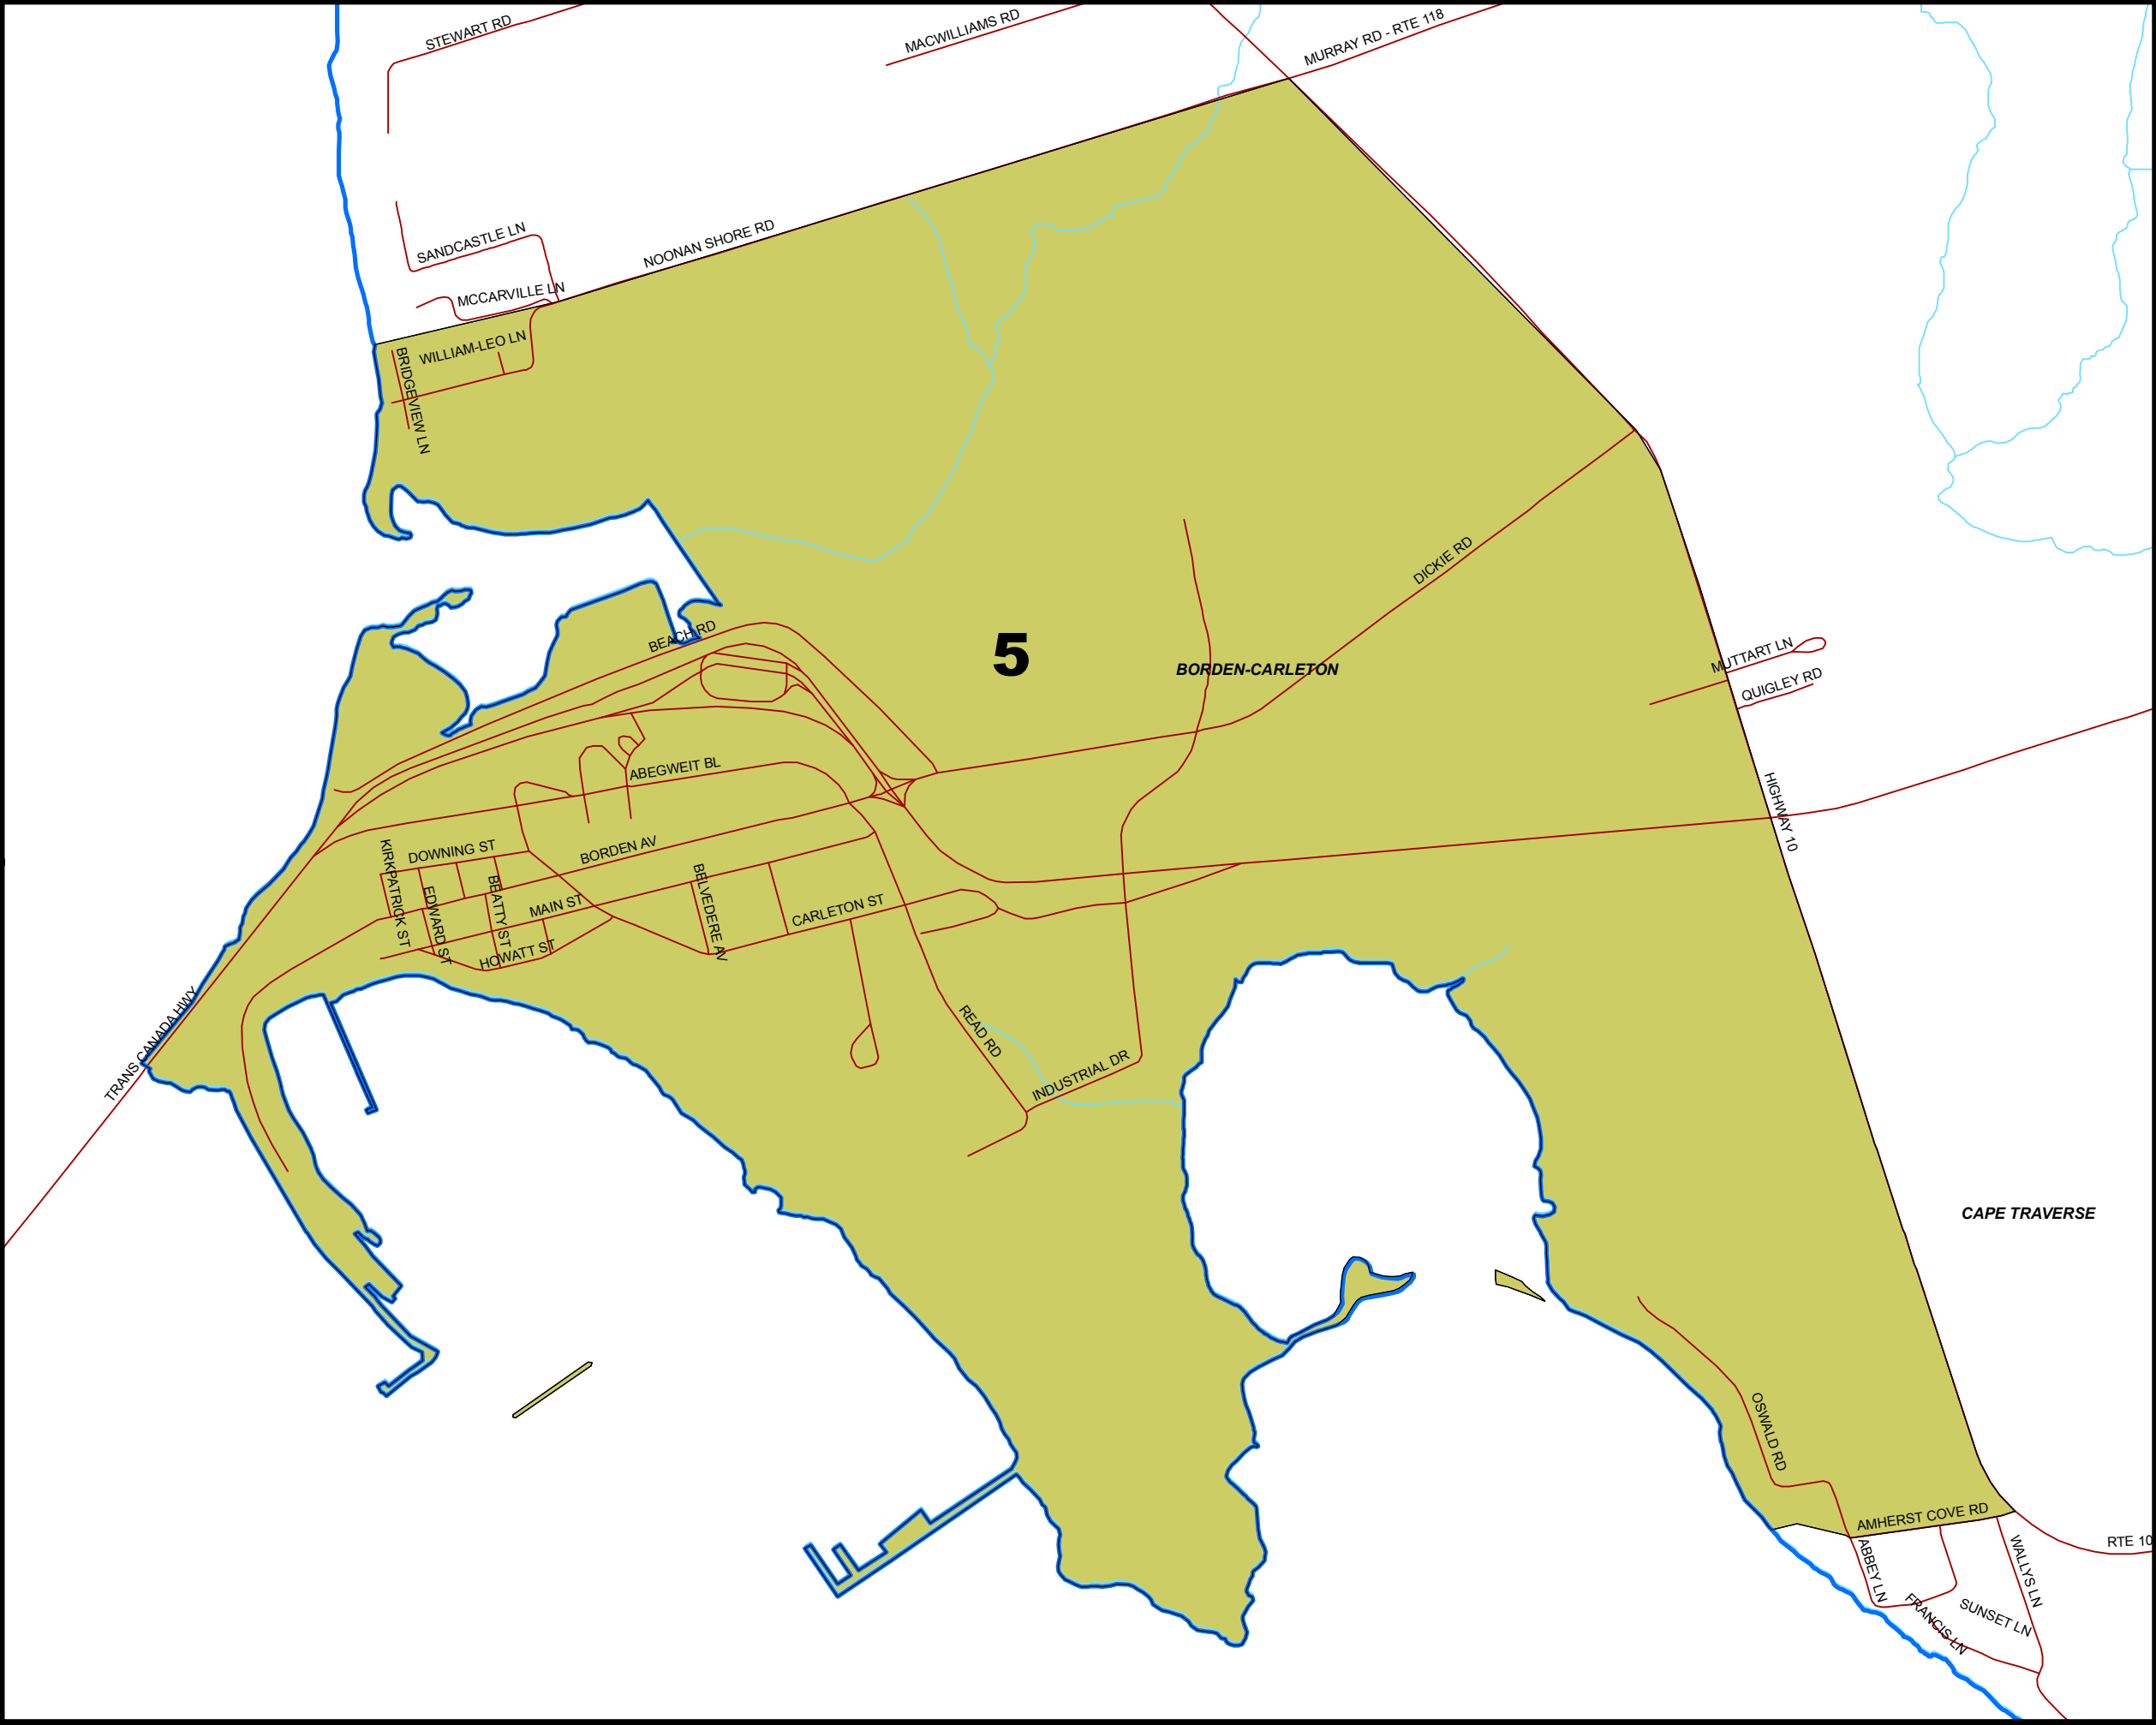 STEWART RD
MACWILLIAMS RD
MURRAY RD - RTE 118
SANDCASTLE LN
NOONAN SHORE RD
MCCARVILLE LN
WILLIAM-LEO LN
BRIDGEVIEW LN
DICKIE RD
BEACH RD
5
BORDEN-CARLETON
MUTTART LN
QUIGLEY RD
HIGHWAY 10
ABEGWEIT BL
BORDEN AV
DOWNING ST
KIRKPATRICK ST
EDWARD ST
BEATTY ST
MAIN ST
HOWATT ST
BELVEDERE AV
CARLETON ST
TRANS CANADA HWY
READ RD
INDUSTRIAL DR
CAPE TRAVERSE
OSWALD RD
AMHERST COVE RD
RTE 10
ABBEY LN
WALLYS LN
FRANCIS LN
SUNSET LN